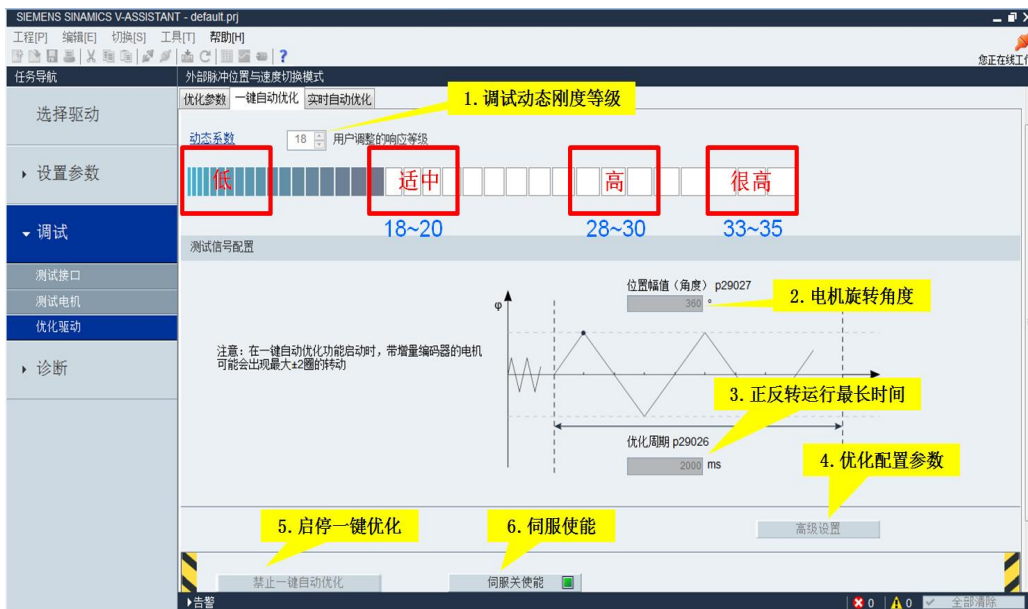 SIEMENS SINAMICS V-ASSISTANT - default.prj
工程[P] 编辑[E] 切换[S] 工具[T] 帮助[H]
您正在线工作
任务导航
外部脉冲位置与速度切换模式
优化参数 一键自动优化 实时自动优化
1.调试动态刚度等级
选择驱动
动态系数 18 用户调整的响应等级
设置参数
低 适中 高 很高
18~20 28~30 33~35
调试
测试信号配置
测试接口
测试电机
优化驱动
诊断
位置幅值（角度） p29027
360 °
2.电机旋转角度
φ
注意：在一键自动优化功能启动时，带增量编码器的电机
可能会出现最大±2圈的转动
3.正反转运行最长时间
优化周期 p29026
2000 ms
4.优化配置参数
5.启停一键优化
6.伺服使能
高级设置
禁止一键自动优化
伺服关使能
告警
0 0 全部清除